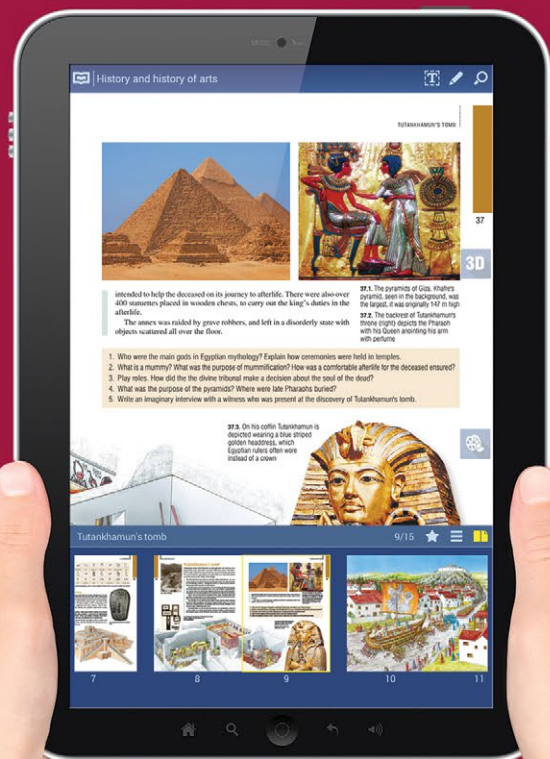 History and history of arts
TUTANKHAMUN'S TOMB
37
3D
intended to help the deceased on its journey to afterlife. There were also over
400 statuettes placed in wooden chests, to carry out the king's duties in the
afterlife.
The annex was raided by grave robbers, and left in a disorderly state with
objects scattered all over the floor.
37.1. The pyramids of Giza. Khafre's
pyramid, seen in the background, was
the largest, it was originally 147 m high
37.2. The backrest of Tutankhamun's
throne (right) depicts the Pharaoh
with his Queen anointing his arm
with perfume
1. Who were the main gods in Egyptian mythology? Explain how ceremonies were held in temples.
2. What is a mummy? What was the purpose of mummification? How was a comfortable afterlife for the deceased ensured?
3. Play roles. How did the the divine tribunal make a decision about the soul of the dead?
4. What was the purpose of the pyramids? Where were late Pharaohs buried?
5. Write an imaginary interview with a witness who was present at the discovery of Tutankhamun's tomb.
37.3. On his coffin Tutankhamun is
depicted wearing a blue striped
golden headdress, which
Egyptian rulers often wore
instead of a crown
Tutankhamun's tomb
9/15
7
8
9
10
11